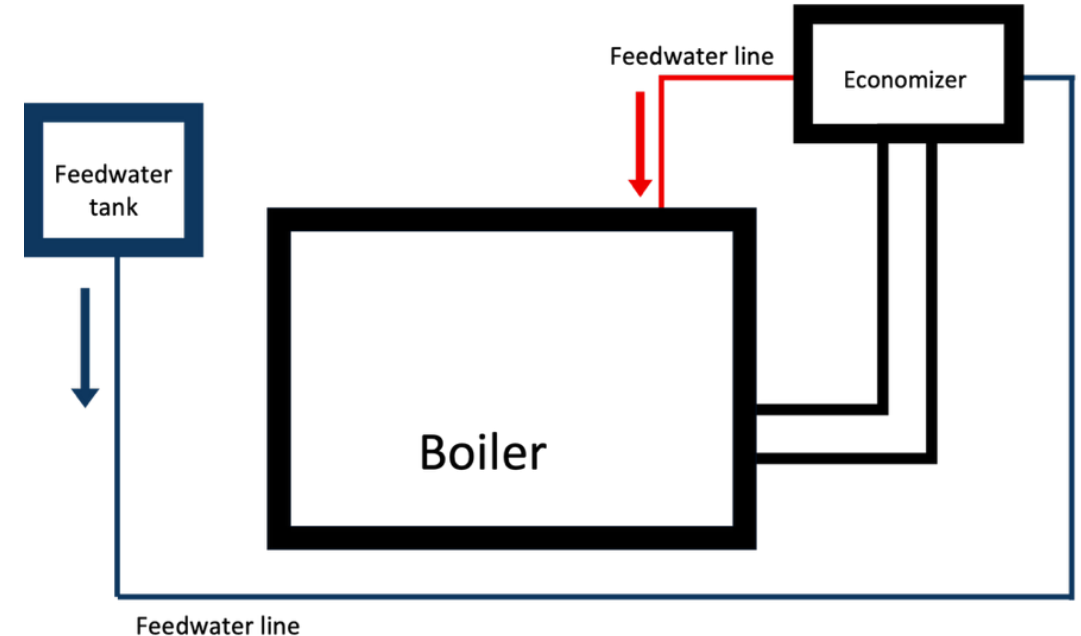 Feedwater line
Economizer
Feedwater
tank
Boiler
Feedwater line